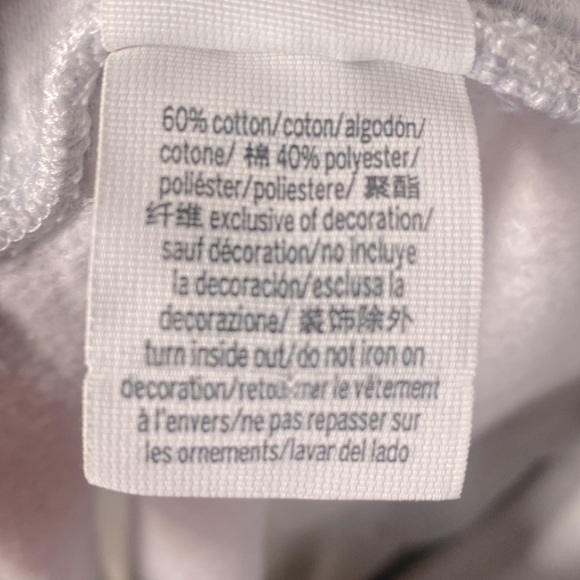 60% cotton/coton/algodón/
cotone/ 棉 40% polyester/
poliéster/poliestere/ 聚酯
纤维 exclusive of decoration/
sauf décoration/no incluye
la decoración/esclusa la
decorazione/ 装饰除外
turn inside out/do not iron on
decoration/retourner le vêtement
à l'envers/ne pas repasser sur
les ornements/lavar del lado